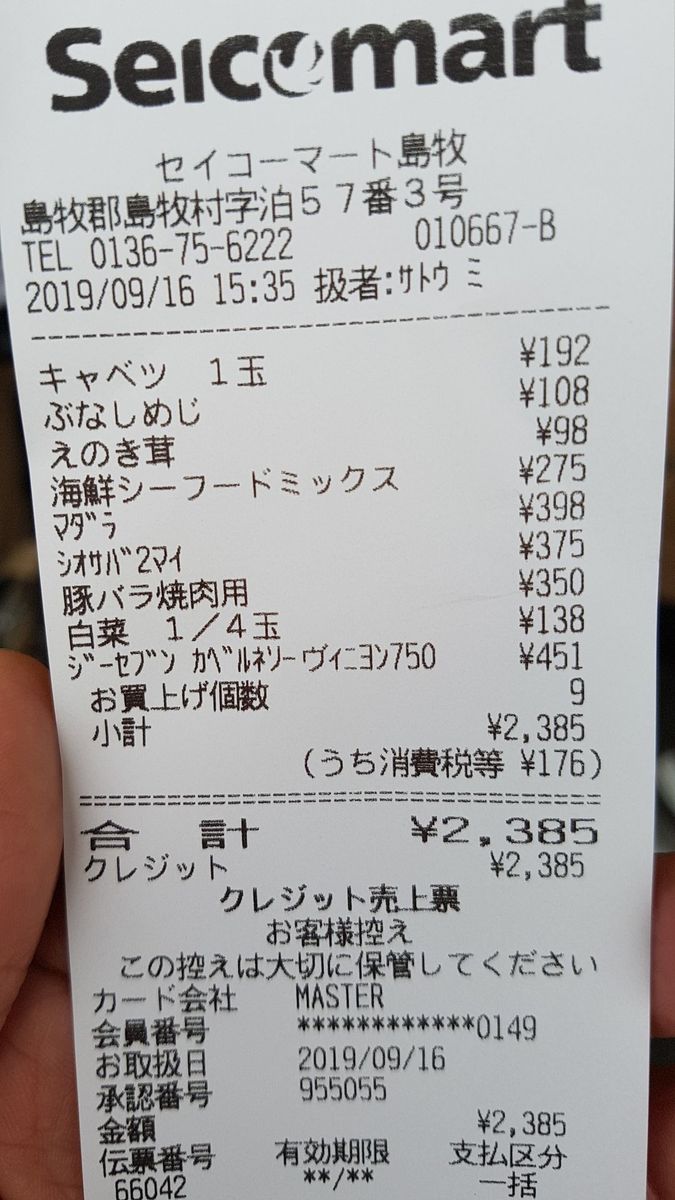 Seicomart
セイコーマート島牧
島牧郡島牧村字泊５７番３号
TEL 0136-75-6222 010667-B
2019/09/16 15:35 扱者:ｻﾄｳ ﾐ
キャベツ １玉 ¥192
ぶなしめじ ¥108
えのき茸 ¥98
海鮮シーフードミックス ¥275
ﾏﾀﾞﾗ ¥398
ｼｵｻﾊﾞ2ﾏｲ ¥375
豚バラ焼肉用 ¥350
白菜 １／４玉 ¥138
ｼﾞｰｾﾌﾞﾝ ｶﾍﾞﾙﾈｿｰヴｨﾆﾖﾝ750 ¥451
お買上げ個数 9
小計 ¥2,385
(うち消費税等 ¥176)
合 計 ¥2,385
クレジット ¥2,385
クレジット売上票
お客様控え
この控えは大切に保管してください
カード会社 MASTER
会員番号 ************0149
お取扱日 2019/09/16
承認番号 955055
金額 ¥2,385
伝票番号 有効期限 支払区分
66042 **/** 一括